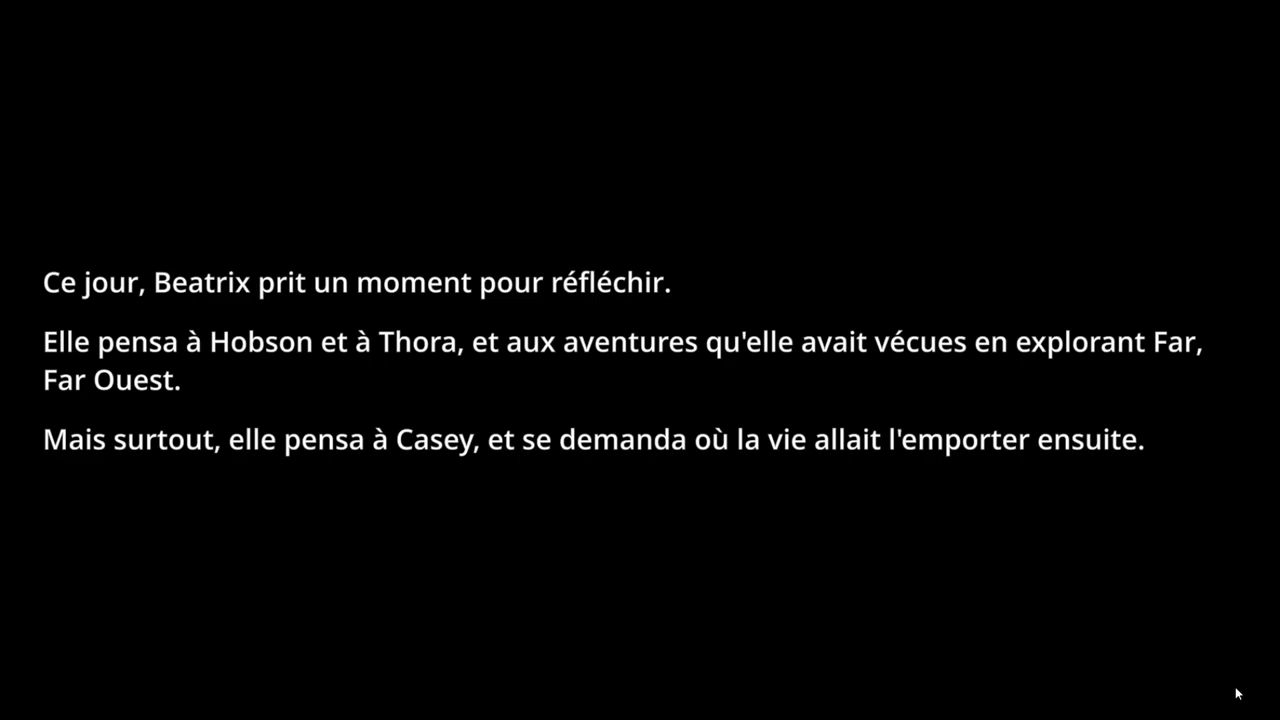 Ce jour, Beatrix prit un moment pour réfléchir.
Elle pensa à Hobson et à Thora, et aux aventures qu'elle avait vécues en explorant Far,
Far Ouest.
Mais surtout, elle pensa à Casey, et se demanda où la vie allait l'emporter ensuite.